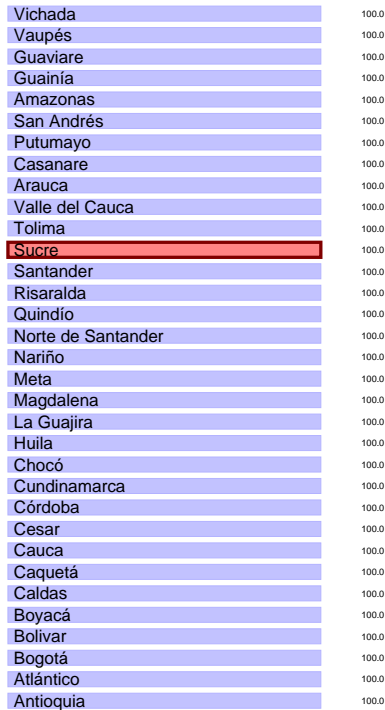 Vichada 100.0
Vaupés 100.0
Guaviare 100.0
Guainía 100.0
Amazonas 100.0
San Andrés 100.0
Putumayo 100.0
Casanare 100.0
Arauca 100.0
Valle del Cauca 100.0
Tolima 100.0
Sucre 100.0
Santander 100.0
Risaralda 100.0
Quindío 100.0
Norte de Santander 100.0
Nariño 100.0
Meta 100.0
Magdalena 100.0
La Guajira 100.0
Huila 100.0
Chocó 100.0
Cundinamarca 100.0
Córdoba 100.0
Cesar 100.0
Cauca 100.0
Caquetá 100.0
Caldas 100.0
Boyacá 100.0
Bolivar 100.0
Bogotá 100.0
Atlántico 100.0
Antioquia 100.0